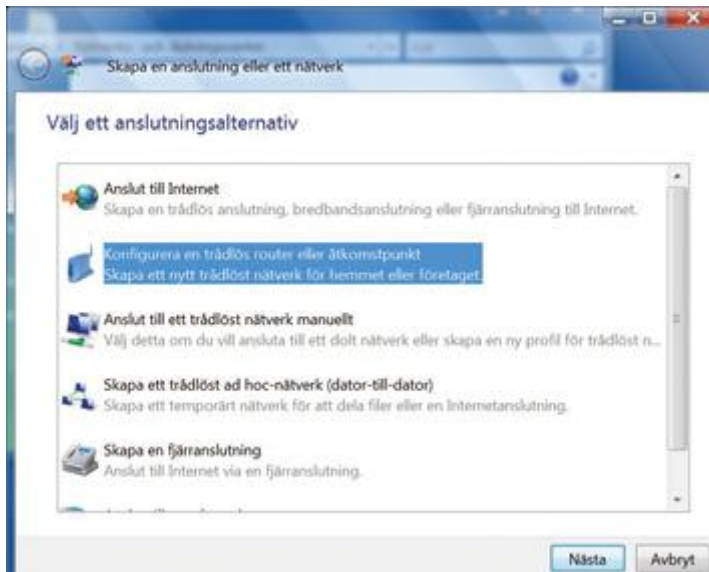 Skapa en anslutning eller ett nätverk
Välj ett anslutningsalternativ
Anslut till Internet
Skapa en trådlös anslutning, bredbandsanslutning eller fjärranslutning till Internet.
Konfigurera en trådlös router eller åtkomstpunkt
Skapa ett nytt trådlöst nätverk för hemmet eller företaget.
Anslut till ett trådlöst nätverk manuellt
Välj detta om du vill ansluta till ett dolt nätverk eller skapa en ny profil för trådlöst n...
Skapa ett trådlöst ad hoc-nätverk (dator-till-dator)
Skapa ett temporärt nätverk för att dela filer eller en Internetanslutning.
Skapa en fjärranslutning
Anslut till Internet via en fjärranslutning.
Nästa Avbryt